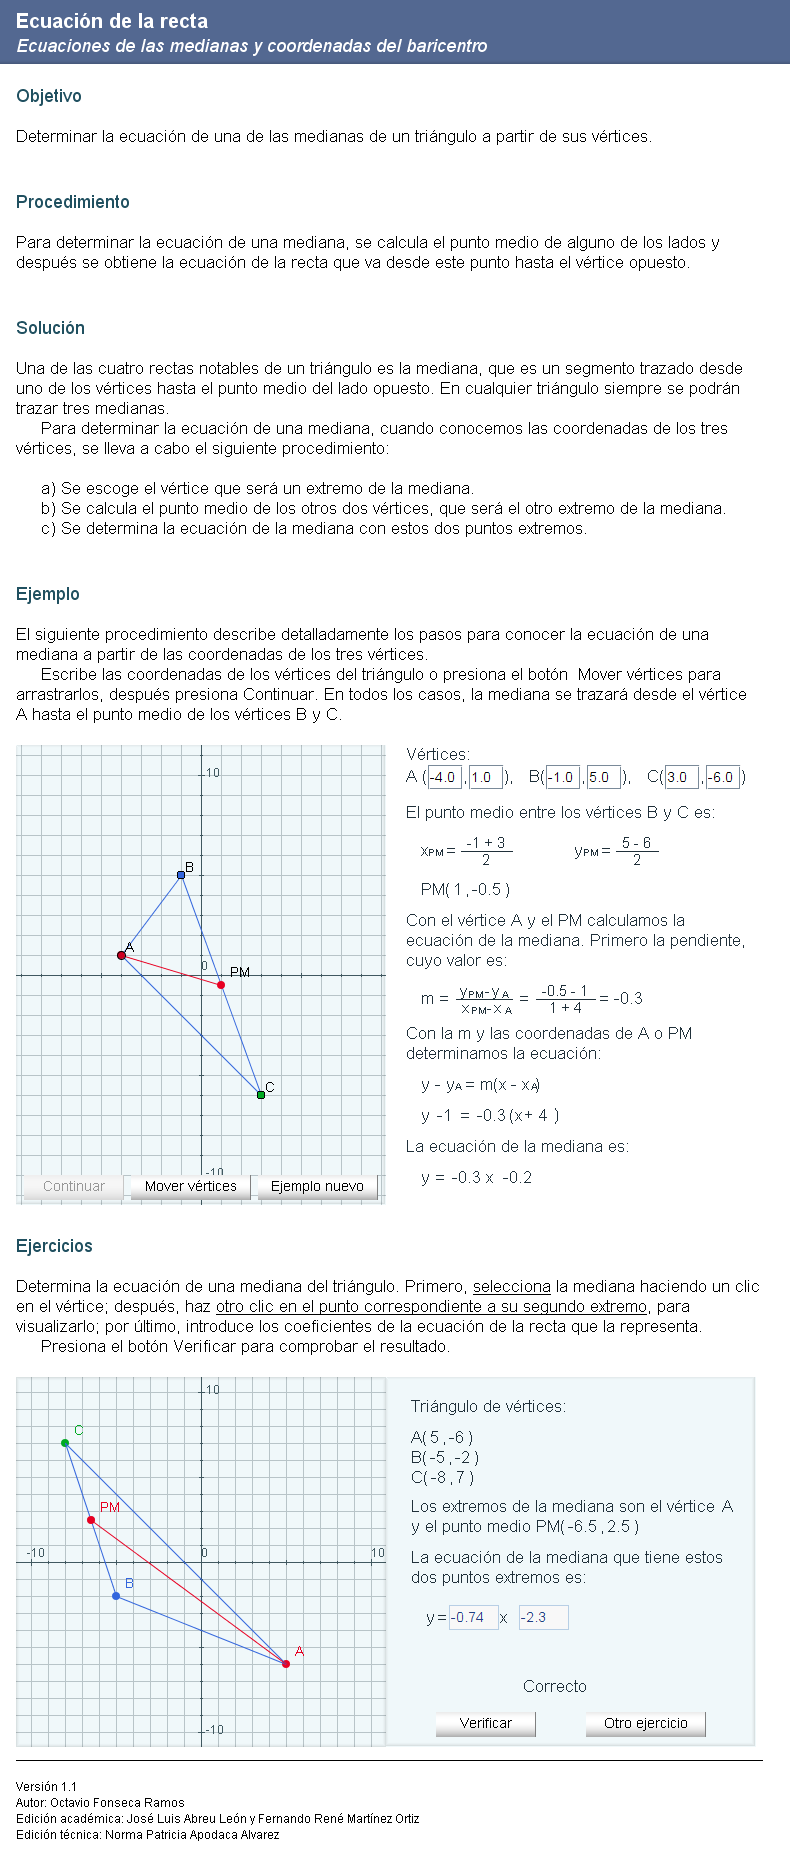 Ecuación de la recta
Ecuaciones de las medianas y coordenadas del baricentro
Objetivo
Determinar la ecuación de una de las medianas de un triángulo a partir de sus vértices.
Procedimiento
Para determinar la ecuación de una mediana, se calcula el punto medio de alguno de los lados y
después se obtiene la ecuación de la recta que va desde este punto hasta el vértice opuesto.
Solución
Una de las cuatro rectas notables de un triángulo es la mediana, que es un segmento trazado desde
uno de los vértices hasta el punto medio del lado opuesto. En cualquier triángulo siempre se podrán
trazar tres medianas.
Para determinar la ecuación de una mediana, cuando conocemos las coordenadas de los tres
vértices, se lleva a cabo el siguiente procedimiento:
a) Se escoge el vértice que será un extremo de la mediana.
b) Se calcula el punto medio de los otros dos vértices, que será el otro extremo de la mediana.
c) Se determina la ecuación de la mediana con estos dos puntos extremos.
Ejemplo
El siguiente procedimiento describe detalladamente los pasos para conocer la ecuación de una
mediana a partir de las coordenadas de los tres vértices.
Escribe las coordenadas de los vértices del triángulo o presiona el botón Mover vértices para
arrastrarlos, después presiona Continuar. En todos los casos, la mediana se trazará desde el vértice
A hasta el punto medio de los vértices B y C.
10
B
A
0
PM
C
-10
Continuar Mover vértices Ejemplo nuevo
Vértices:
A (-4.0 , 1.0 ), B( -1.0 , 5.0 ), C( 3.0 , -6.0 )
El punto medio entre los vértices B y C es:
xPM = -1 + 3 / 2 yPM = 5 - 6 / 2
PM( 1 , -0.5 )
Con el vértice A y el PM calculamos la
ecuación de la mediana. Primero la pendiente,
cuyo valor es:
m = yPM - yA / xPM - xA = -0.5 - 1 / 1 + 4 = -0.3
Con la m y las coordenadas de A o PM
determinamos la ecuación:
y - yA = m(x - xA)
y -1 = -0.3 (x+ 4 )
La ecuación de la mediana es:
y = -0.3 x -0.2
Ejercicios
Determina la ecuación de una mediana del triángulo. Primero, selecciona la mediana haciendo un clic
en el vértice; después, haz otro clic en el punto correspondiente a su segundo extremo, para
visualizarlo; por último, introduce los coeficientes de la ecuación de la recta que la representa.
Presiona el botón Verificar para comprobar el resultado.
10
C
PM
-10 0 10
B
A
-10
Triángulo de vértices:
A( 5 , -6 )
B( -5 , -2 )
C( -8 , 7 )
Los extremos de la mediana son el vértice A
y el punto medio PM( -6.5 , 2.5 )
La ecuación de la mediana que tiene estos
dos puntos extremos es:
y = -0.74 x -2.3
Correcto
Verificar Otro ejercicio
Versión 1.1
Autor: Octavio Fonseca Ramos
Edición académica: José Luis Abreu León y Fernando René Martínez Ortiz
Edición técnica: Norma Patricia Apodaca Alvarez